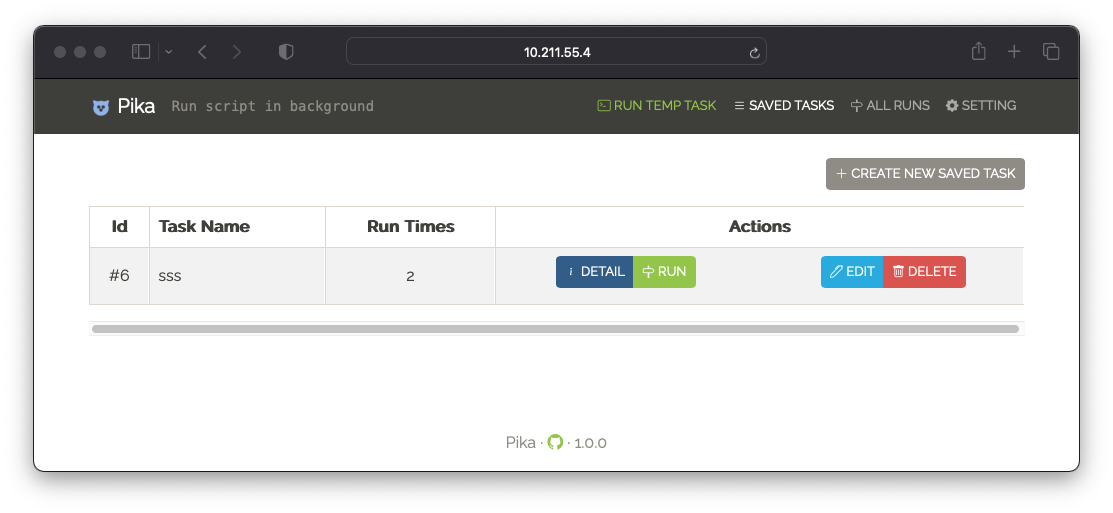 10.211.55.4
Pika Run script in background RUN TEMP TASK SAVED TASKS ALL RUNS SETTING
CREATE NEW SAVED TASK
Id Task Name Run Times Actions
#6 sss 2 DETAIL RUN EDIT DELETE
Pika · · 1.0.0